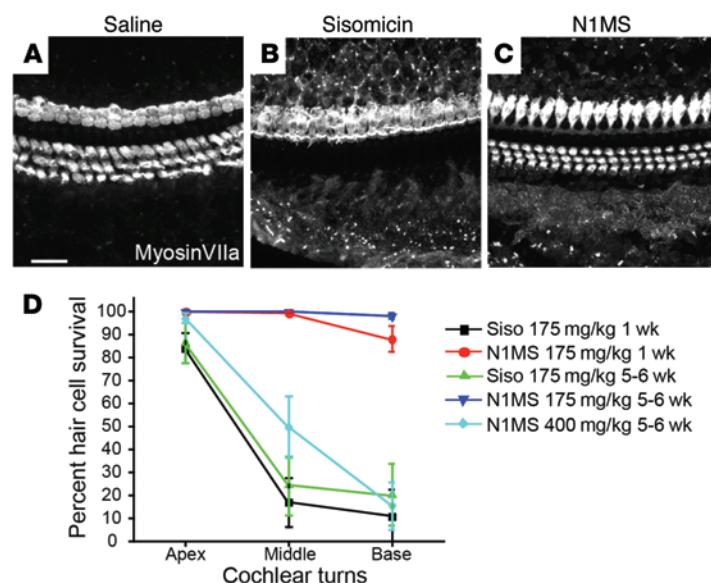 Saline
Sisomicin
N1MS
A
B
C
MyosinVIIa
D
Percent hair cell survival
100
90
80
70
60
50
40
30
20
10
0
Apex
Middle
Base
Cochlear turns
Siso 175 mg/kg 1 wk
N1MS 175 mg/kg 1 wk
Siso 175 mg/kg 5-6 wk
N1MS 175 mg/kg 5-6 wk
N1MS 400 mg/kg 5-6 wk